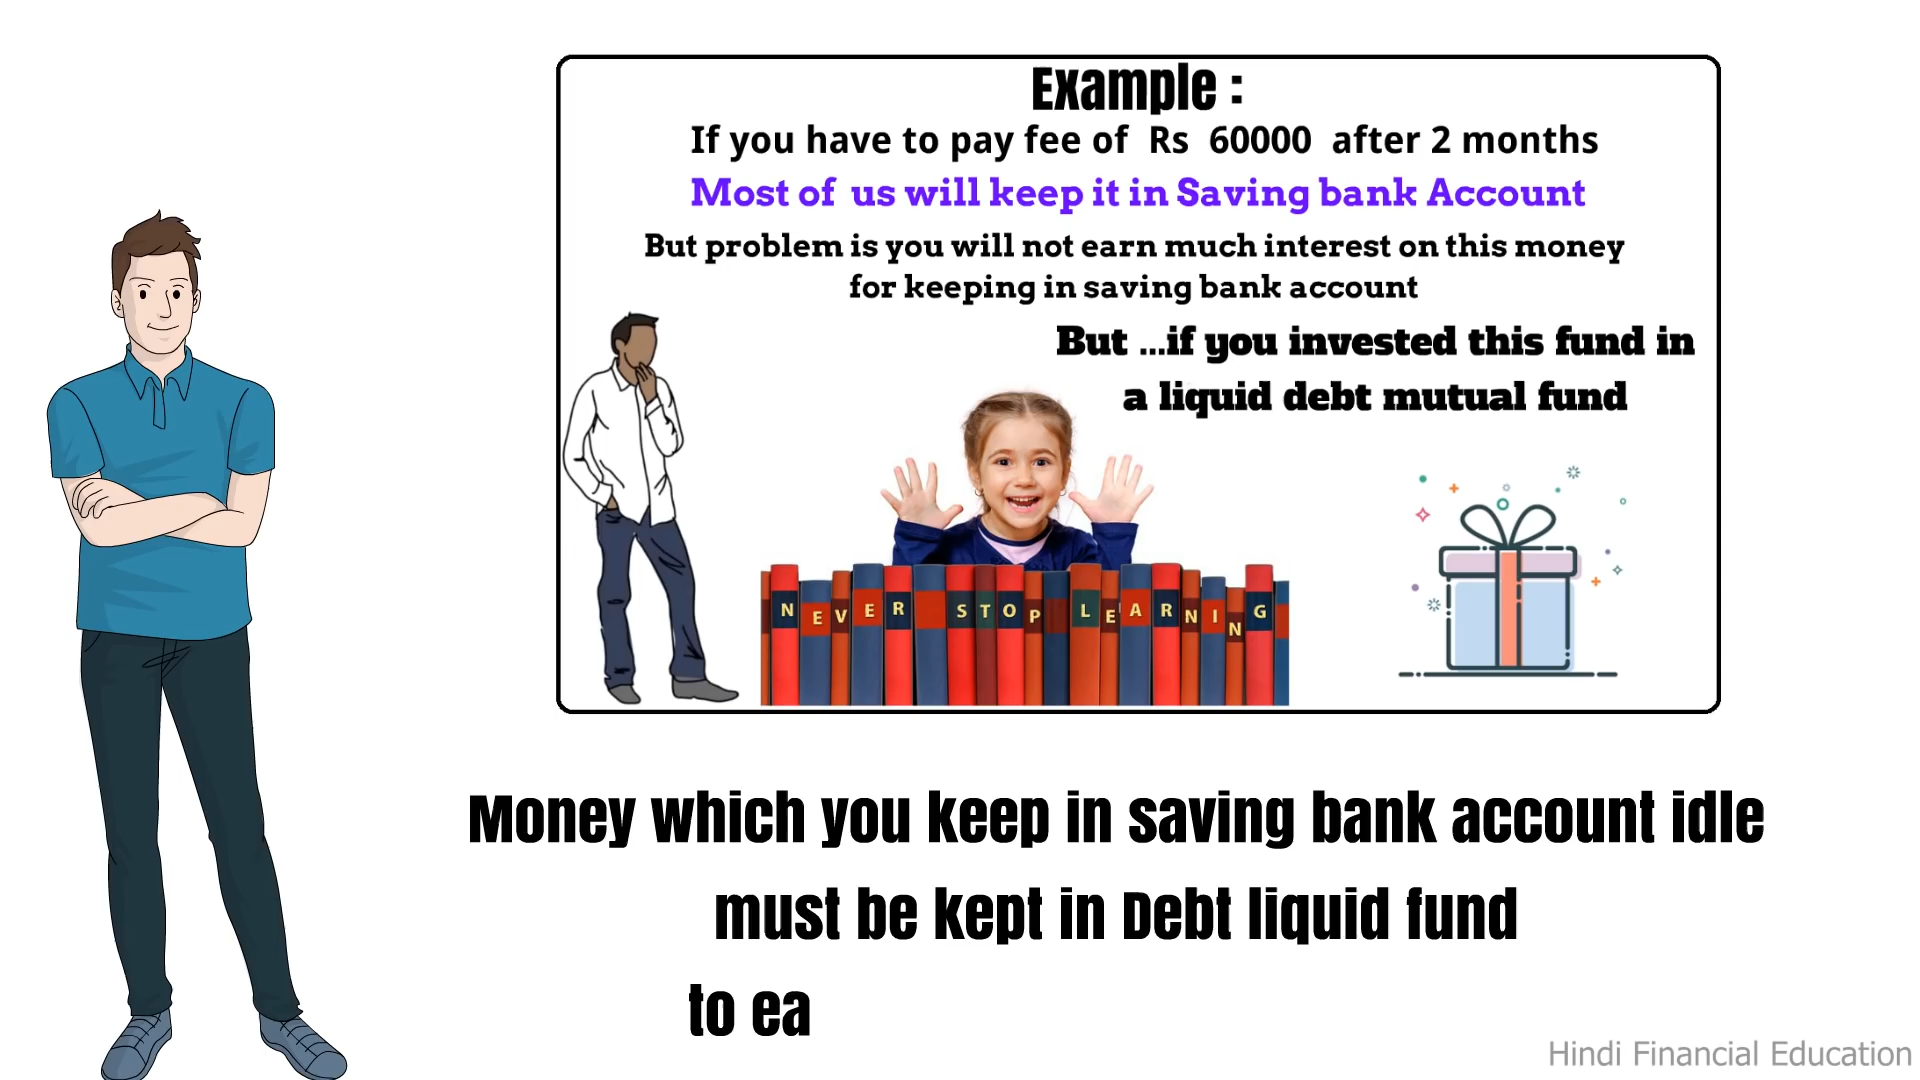 Example :
If you have to pay fee of Rs 60000 after 2 months
Most of us will keep it in Saving bank Account
But problem is you will not earn much interest on this money
for keeping in saving bank account
But ...if you invested this fund in
a liquid debt mutual fund
NEVER STOP LEARNING
Money which you keep in saving bank account idle
must be kept in Debt liquid fund
to ea
Hindi Financial Education